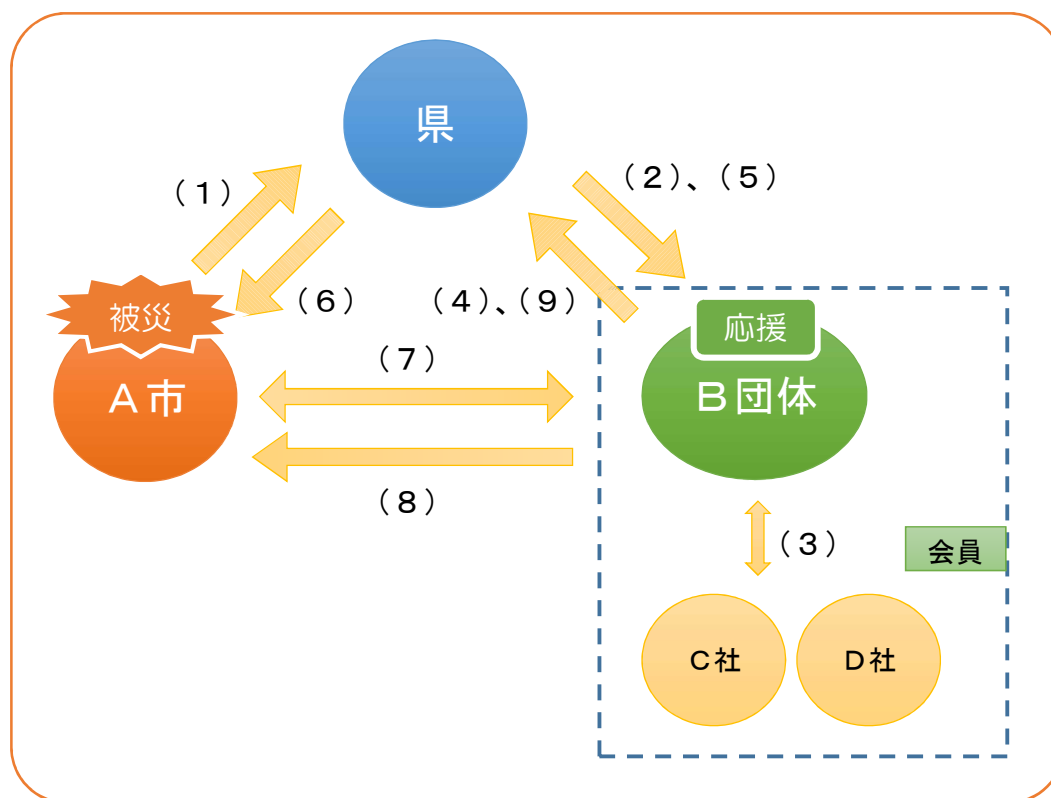 県
（１）
（２）、（５）
（６）
（４）、（９）
被災
Ａ市
（７）
（８）
応援
Ｂ団体
（３）
会員
Ｃ社
Ｄ社